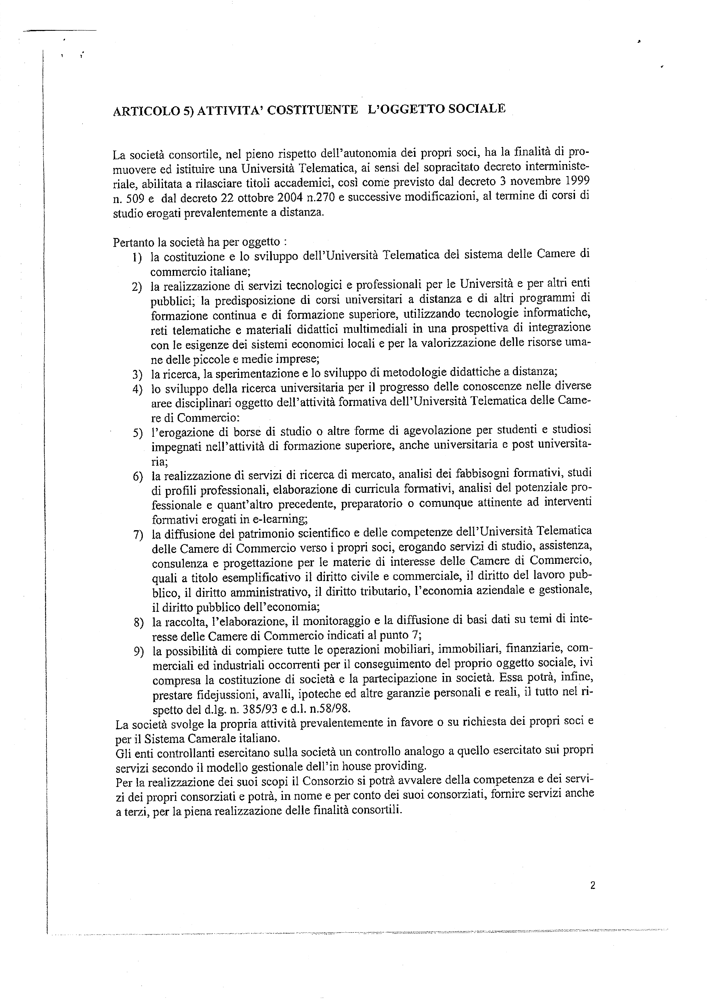 ARTICOLO 5) ATTIVITA' COSTITUENTE L'OGGETTO SOCIALE
La società consortile, nel pieno rispetto dell'autonomia dei propri soci, ha la finalità di pro-
muovere ed istituire una Università Telematica, ai sensi del sopracitato decreto interministe-
riale, abilitata a rilasciare titoli accademici, così come previsto dal decreto 3 novembre 1999
n. 509 e dal decreto 22 ottobre 2004 n.270 e successive modificazioni, al termine di corsi di
studio erogati prevalentemente a distanza.
Pertanto la società ha per oggetto :
1) la costituzione e lo sviluppo dell'Università Telematica del sistema delle Camere di
commercio italiane;
2) la realizzazione di servizi tecnologici e professionali per le Università e per altri enti
pubblici; la predisposizione di corsi universitari a distanza e di altri programmi di
formazione continua e di formazione superiore, utilizzando tecnologie informatiche,
reti telematiche e materiali didattici multimediali in una prospettiva di integrazione
con le esigenze dei sistemi economici locali e per la valorizzazione delle risorse uma-
ne delle piccole e medie imprese;
3) la ricerca, la sperimentazione e lo sviluppo di metodologie didattiche a distanza;
4) lo sviluppo della ricerca universitaria per il progresso delle conoscenze nelle diverse
aree disciplinari oggetto dell'attività formativa dell'Università Telematica delle Came-
re di Commercio:
5) l'erogazione di borse di studio o altre forme di agevolazione per studenti e studiosi
impegnati nell'attività di formazione superiore, anche universitaria e post universita-
ria;
6) la realizzazione di servizi di ricerca di mercato, analisi dei fabbisogni formativi, studi
di profili professionali, elaborazione di curricula formativi, analisi del potenziale pro-
fessionale e quant'altro precedente, preparatorio o comunque attinente ad interventi
formativi erogati in e-learning;
7) la diffusione del patrimonio scientifico e delle competenze dell'Università Telematica
delle Camere di Commercio verso i propri soci, erogando servizi di studio, assistenza,
consulenza e progettazione per le materie di interesse delle Camere di Commercio,
quali a titolo esemplificativo il diritto civile e commerciale, il diritto del lavoro pub-
blico, il diritto amministrativo, il diritto tributario, l'economia aziendale e gestionale,
il diritto pubblico dell'economia;
8) la raccolta, l'elaborazione, il monitoraggio e la diffusione di basi dati su temi di inte-
resse delle Camere di Commercio indicati al punto 7;
9) la possibilità di compiere tutte le operazioni mobiliari, immobiliari, finanziarie, com-
merciali ed industriali occorrenti per il conseguimento del proprio oggetto sociale, ivi
compresa la costituzione di società e la partecipazione in società. Essa potrà, infine,
prestare fidejussioni, avalli, ipoteche ed altre garanzie personali e reali, il tutto nel ri-
spetto del d.lg. n. 385/93 e d.l. n.58/98.
La società svolge la propria attività prevalentemente in favore o su richiesta dei propri soci e
per il Sistema Camerale italiano.
Gli enti controllanti esercitano sulla società un controllo analogo a quello esercitato sui propri
servizi secondo il modello gestionale dell'in house providing.
Per la realizzazione dei suoi scopi il Consorzio si potrà avvalere della competenza e dei servi-
zi dei propri consorziati e potrà, in nome e per conto dei suoi consorziati, fornire servizi anche
a terzi, per la piena realizzazione delle finalità consortili.
2